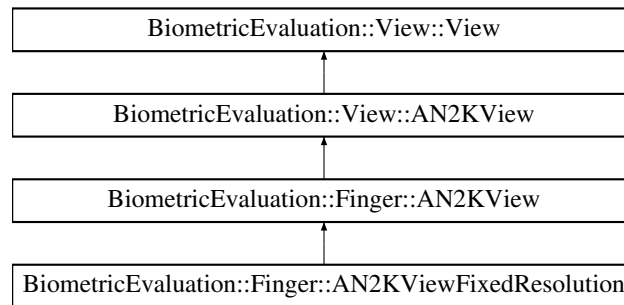 BiometricEvaluation::View::View
BiometricEvaluation::View::AN2KView
BiometricEvaluation::Finger::AN2KView
BiometricEvaluation::Finger::AN2KViewFixedResolution